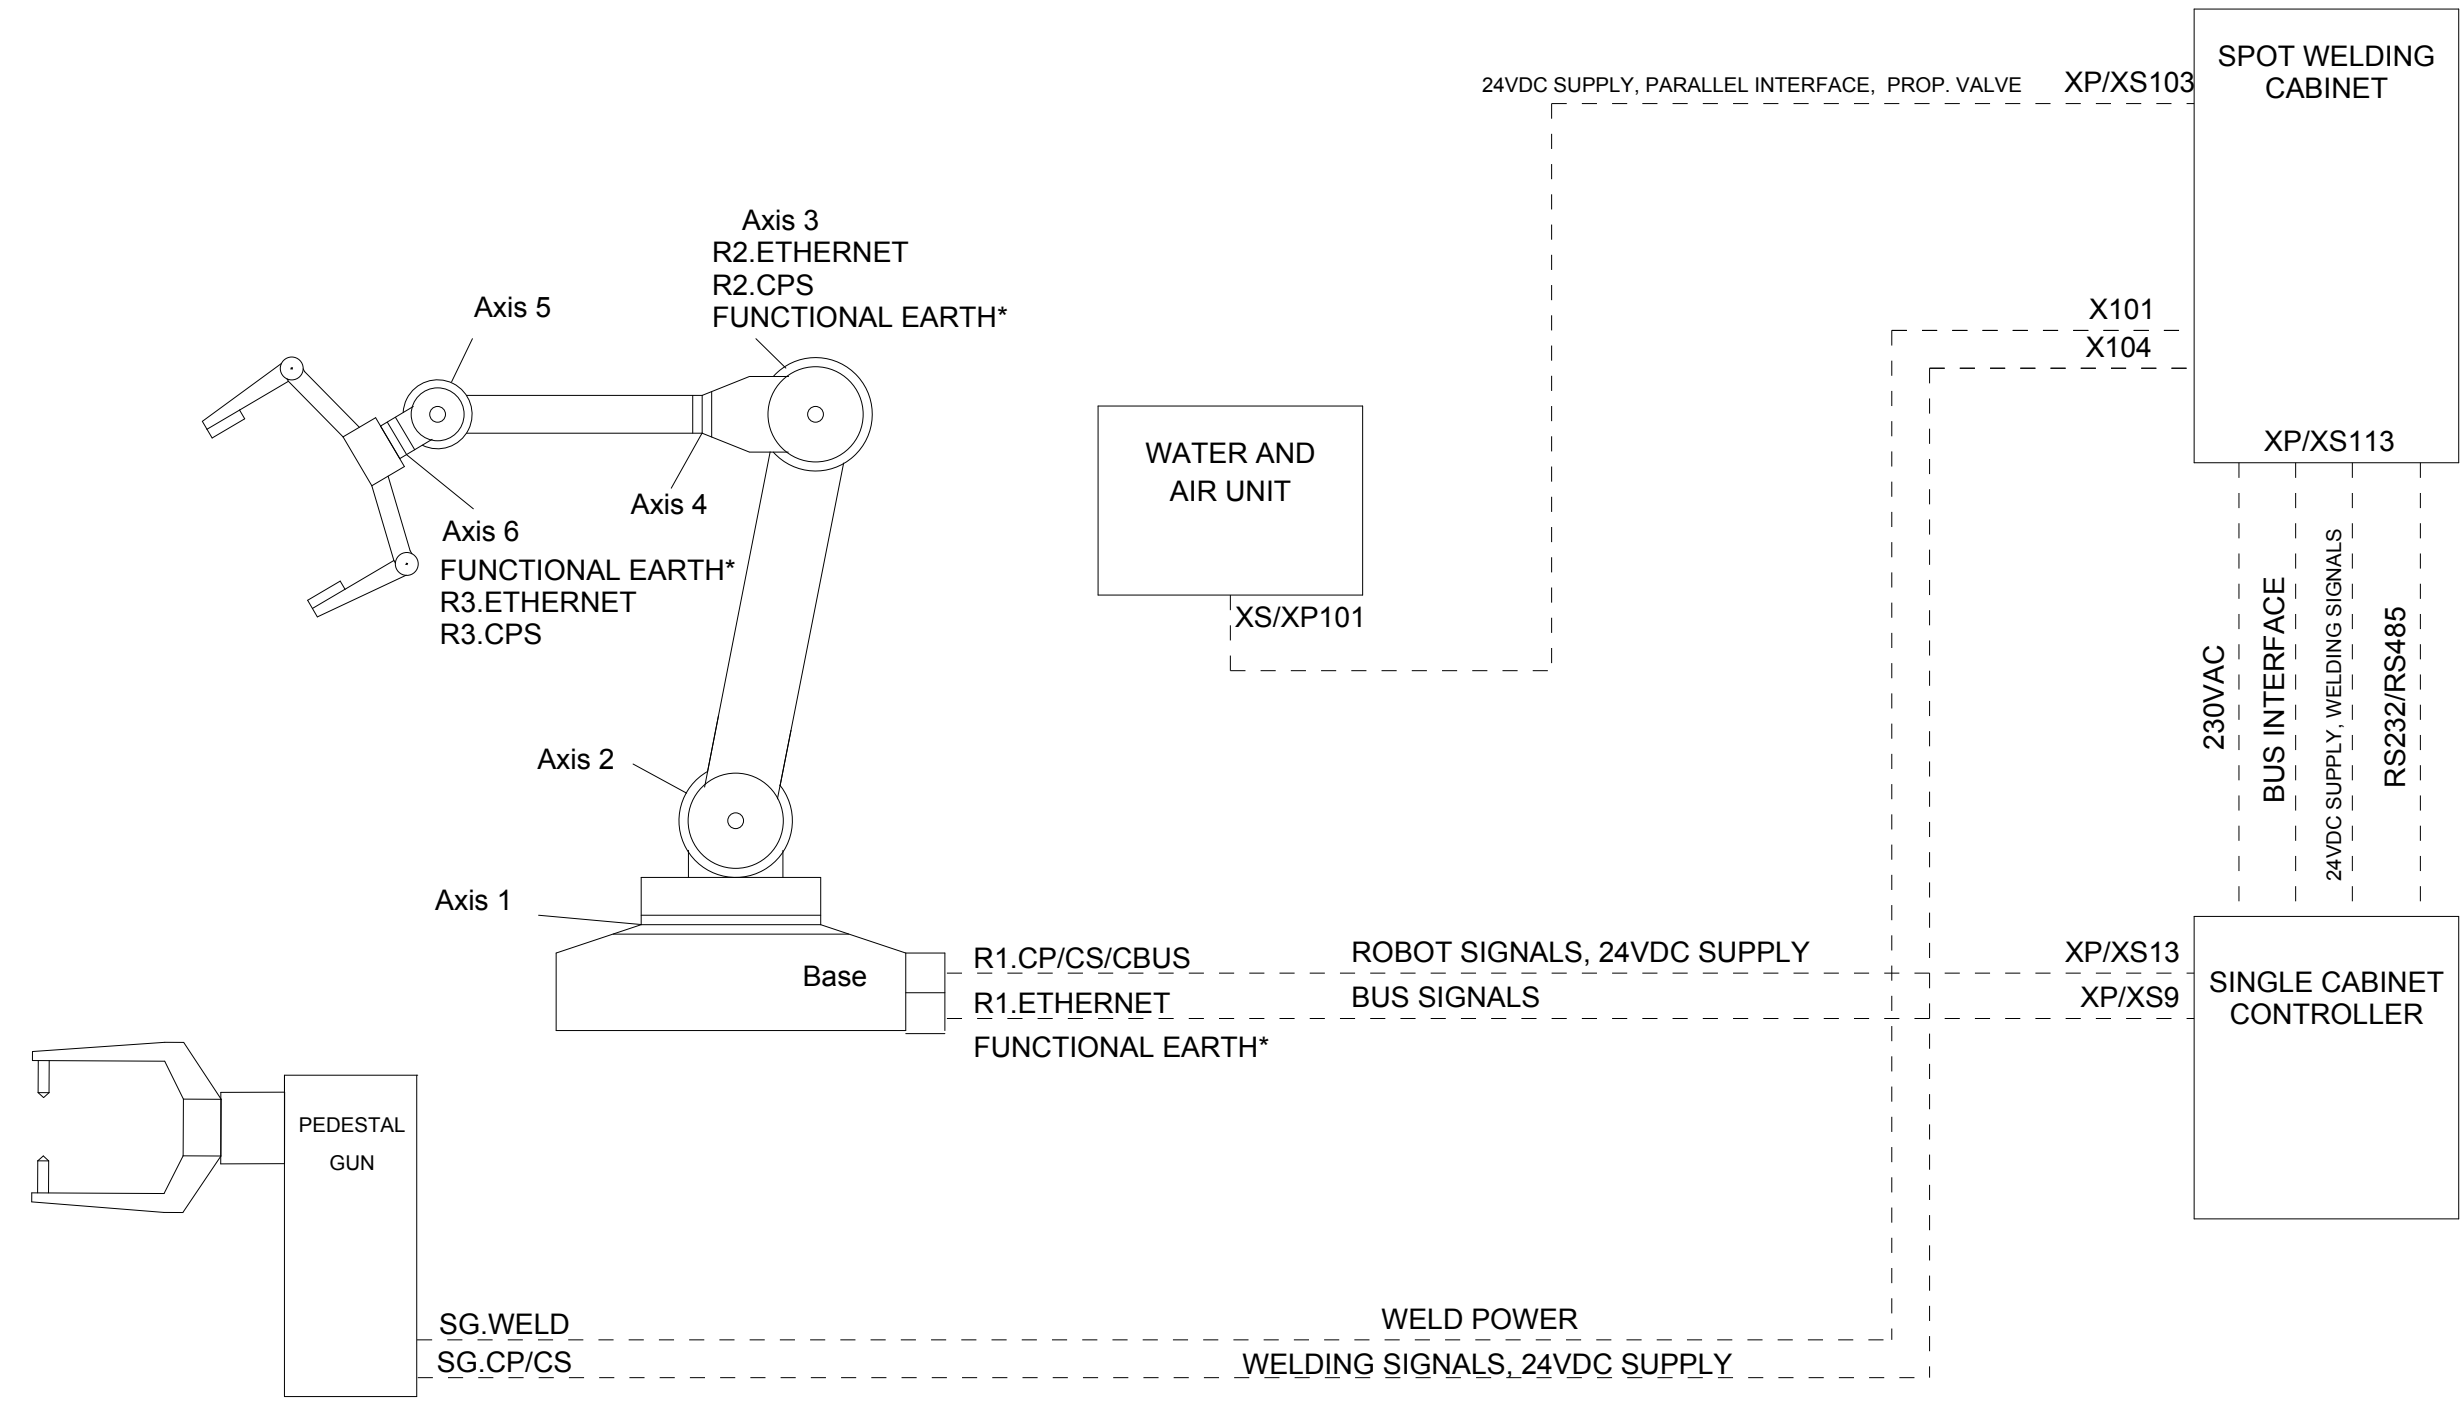 SPOT WELDING
CABINET
24VDC SUPPLY, PARALLEL INTERFACE, PROP. VALVE
XP/XS103
Axis 3
R2.ETHERNET
R2.CPS
FUNCTIONAL EARTH*
Axis 5
X101
X104
XP/XS113
WATER AND
AIR UNIT
Axis 4
Axis 6
FUNCTIONAL EARTH*
R3.ETHERNET
R3.CPS
XS/XP101
230VAC
BUS INTERFACE
24VDC SUPPLY, WELDING SIGNALS
RS232/RS485
Axis 2
Axis 1
Base
R1.CP/CS/CBUS
ROBOT SIGNALS, 24VDC SUPPLY
XP/XS13
R1.ETHERNET
BUS SIGNALS
XP/XS9
FUNCTIONAL EARTH*
SINGLE CABINET
CONTROLLER
PEDESTAL
GUN
SG.WELD
WELD POWER
SG.CP/CS
WELDING SIGNALS, 24VDC SUPPLY